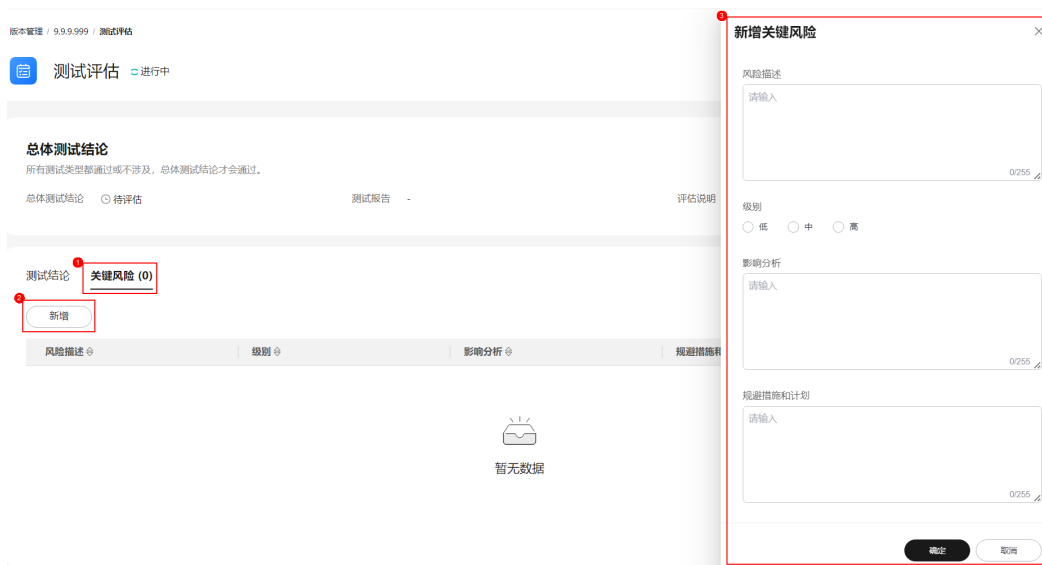 版本管理 / 9.9.9.999 / 测试评估
测试评估 进行中
总体测试结论
所有测试类型都通过或不涉及，总体测试结论才会通过。
总体测试结论 待评估 测试报告 - 评估说明
1
测试结论 关键风险 (0)
2
新增
风险描述 级别 影响分析 规避措施和
暂无数据
3
新增关键风险
风险描述
请输入
0/255
级别
低 中 高
影响分析
请输入
0/255
规避措施和计划
请输入
0/255
确定 取消